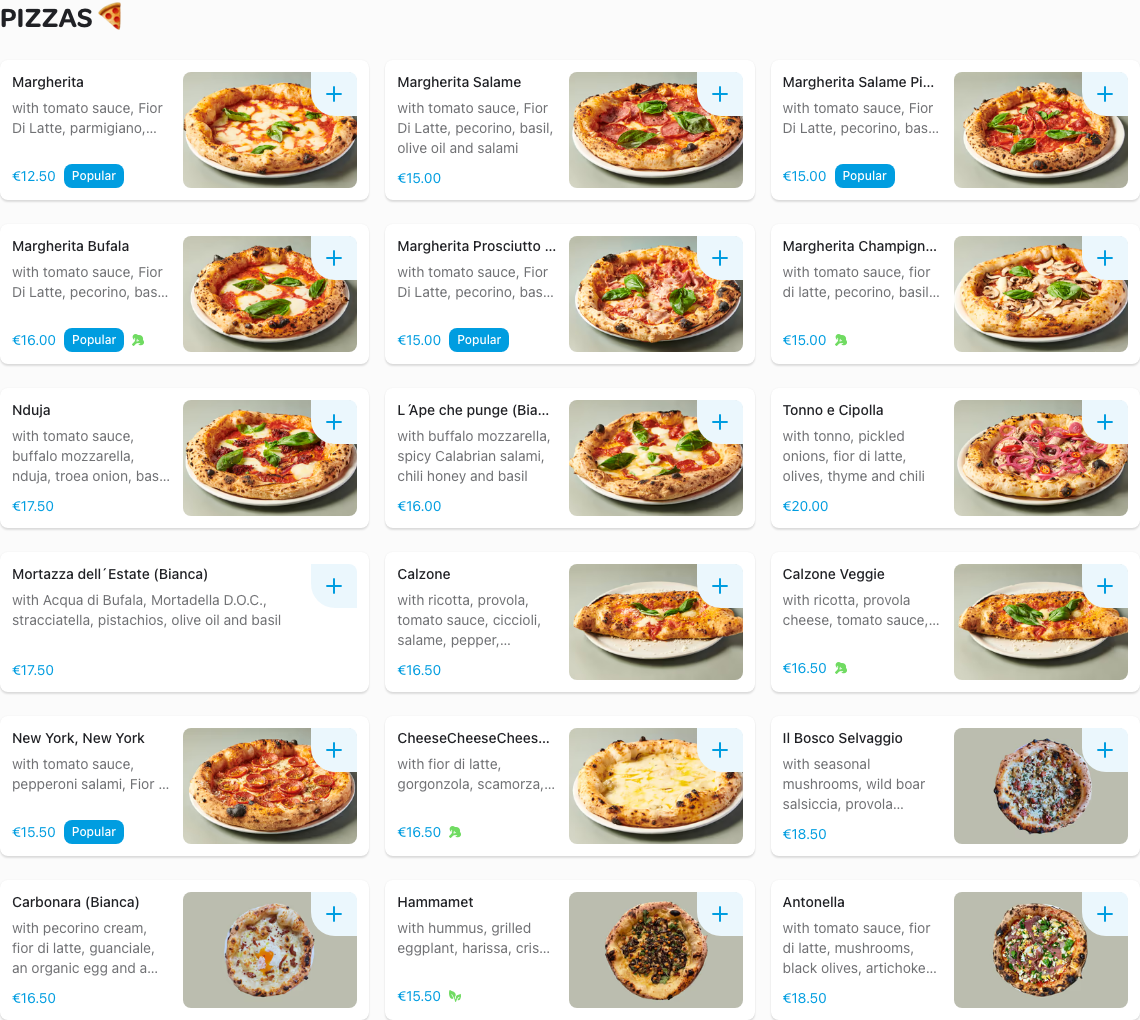 PIZZAS 🍕
Margherita
with tomato sauce, Fior
Di Latte, parmigiano,...
€12.50 Popular
Margherita Salame
with tomato sauce, Fior
Di Latte, pecorino, basil,
olive oil and salami
€15.00
Margherita Salame Pi...
with tomato sauce, Fior
Di Latte, pecorino, bas...
€15.00 Popular
Margherita Bufala
with tomato sauce, Fior
Di Latte, pecorino, bas...
€16.00 Popular
Margherita Prosciutto ...
with tomato sauce, Fior
Di Latte, pecorino, bas...
€15.00 Popular
Margherita Champign...
with tomato sauce, fior
di latte, pecorino, basil...
€15.00
Nduja
with tomato sauce,
buffalo mozzarella,
nduja, troea onion, bas...
€17.50
L´Ape che punge (Bia...
with buffalo mozzarella,
spicy Calabrian salami,
chili honey and basil
€16.00
Tonno e Cipolla
with tonno, pickled
onions, fior di latte,
olives, thyme and chili
€20.00
Mortazza dell´Estate (Bianca)
with Acqua di Bufala, Mortadella D.O.C.,
stracciatella, pistachios, olive oil and basil
€17.50
Calzone
with ricotta, provola,
tomato sauce, ciccioli,
salame, pepper,...
€16.50
Calzone Veggie
with ricotta, provola
cheese, tomato sauce,...
€16.50
New York, New York
with tomato sauce,
pepperoni salami, Fior ...
€15.50 Popular
CheeseCheeseChees...
with fior di latte,
gorgonzola, scamorza,...
€16.50
Il Bosco Selvaggio
with seasonal
mushrooms, wild boar
salsiccia, provola...
€18.50
Carbonara (Bianca)
with pecorino cream,
fior di latte, guanciale,
an organic egg and a...
€16.50
Hammamet
with hummus, grilled
eggplant, harissa, cris...
€15.50
Antonella
with tomato sauce, fior
di latte, mushrooms,
black olives, artichoke...
€18.50